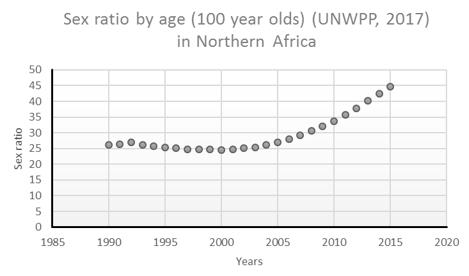 Sex ratio by age (100 year olds) (UNWPP, 2017)
in Northern Africa
50
45
40
35
30
25
20
15
10
5
0
Sex ratio
1985 1990 1995 2000 2005 2010 2015 2020
Years